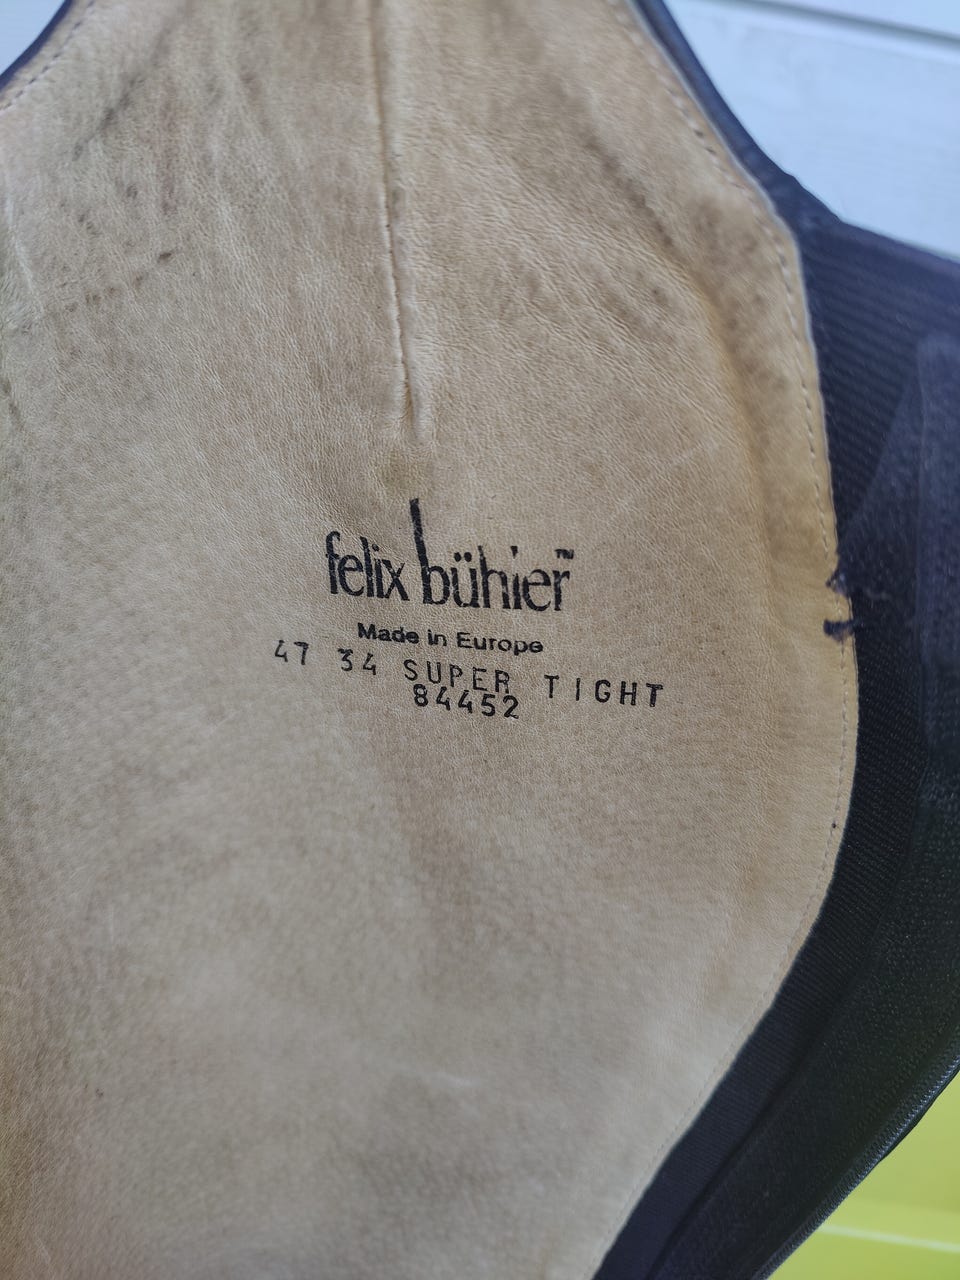 felix bühler™
Made in Europe
47 34 SUPER TIGHT
84452